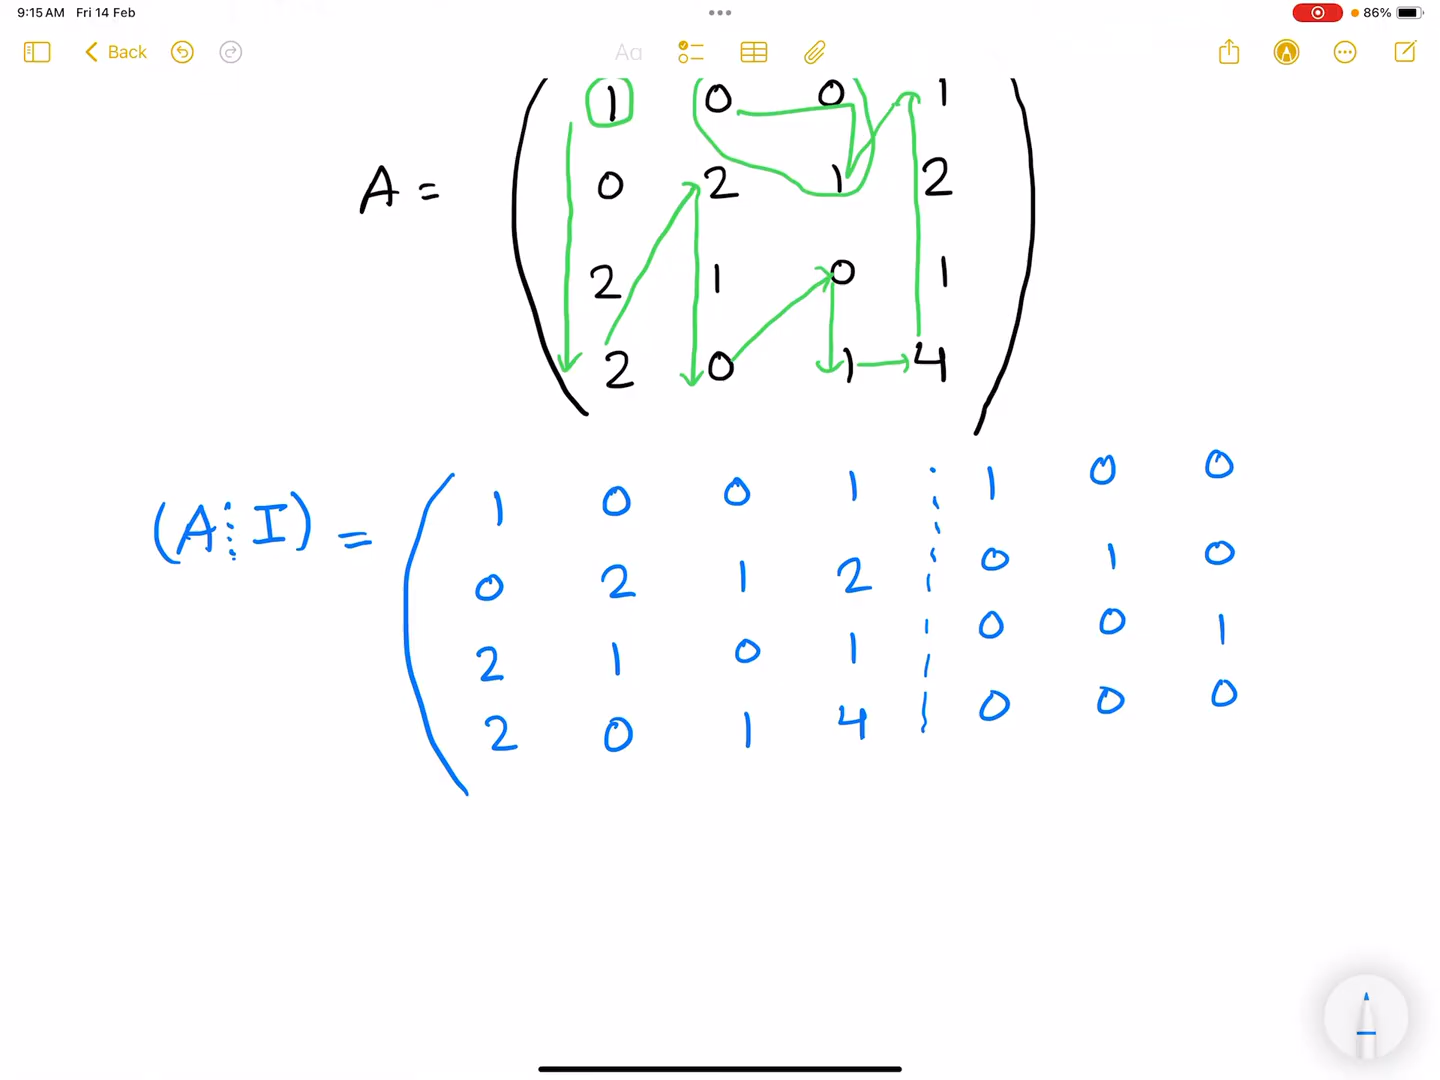 9:15 AM Fri 14 Feb 86%
Back Aa
1 0 0 1
A = 0 2 1 2
2 1 0 1
2 0 1 4
1 0 0 1 ⋮ 1 0 0
(A ⋮ I) = 0 2 1 2 ⋮ 0 1 0
2 1 0 1 ⋮ 0 0 1
2 0 1 4 ⋮ 0 0 0